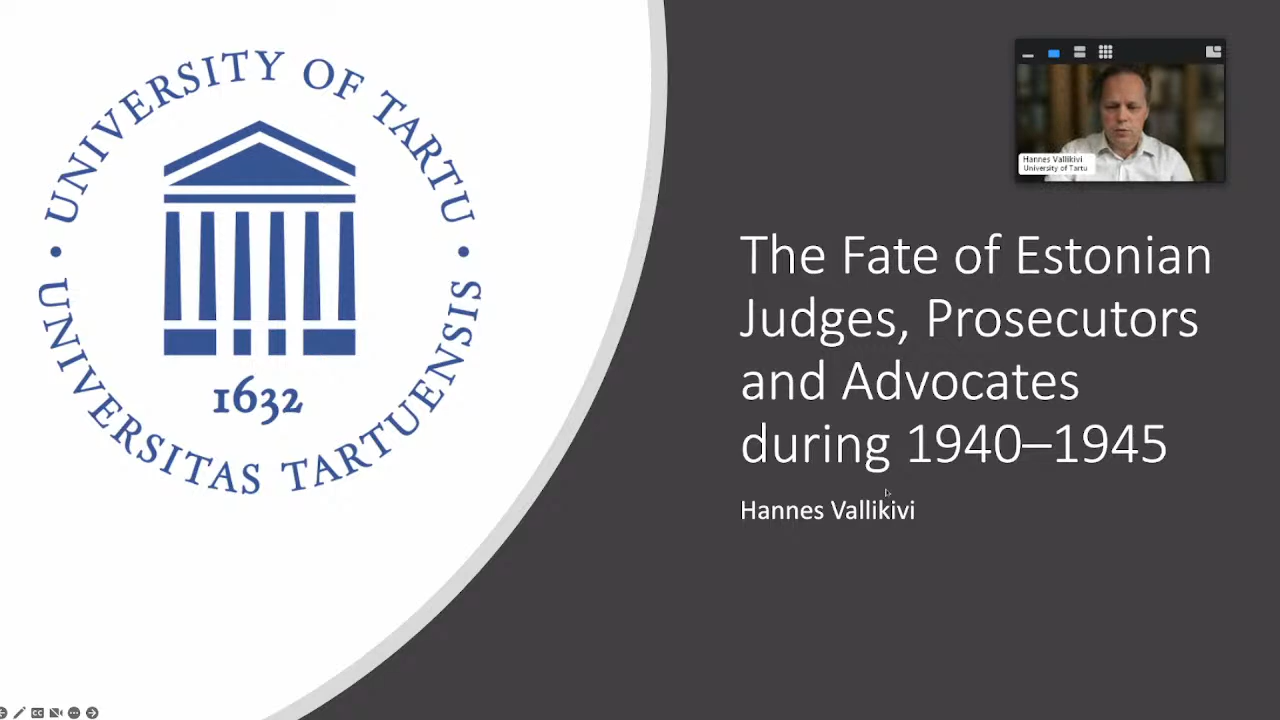 UNIVERSITY OF TARTU
UNIVERSITAS TARTUENSIS
1632
Hannes Vallikivi
University of Tartu
The Fate of Estonian
Judges, Prosecutors
and Advocates
during 1940–1945
Hannes Vallikivi
CC